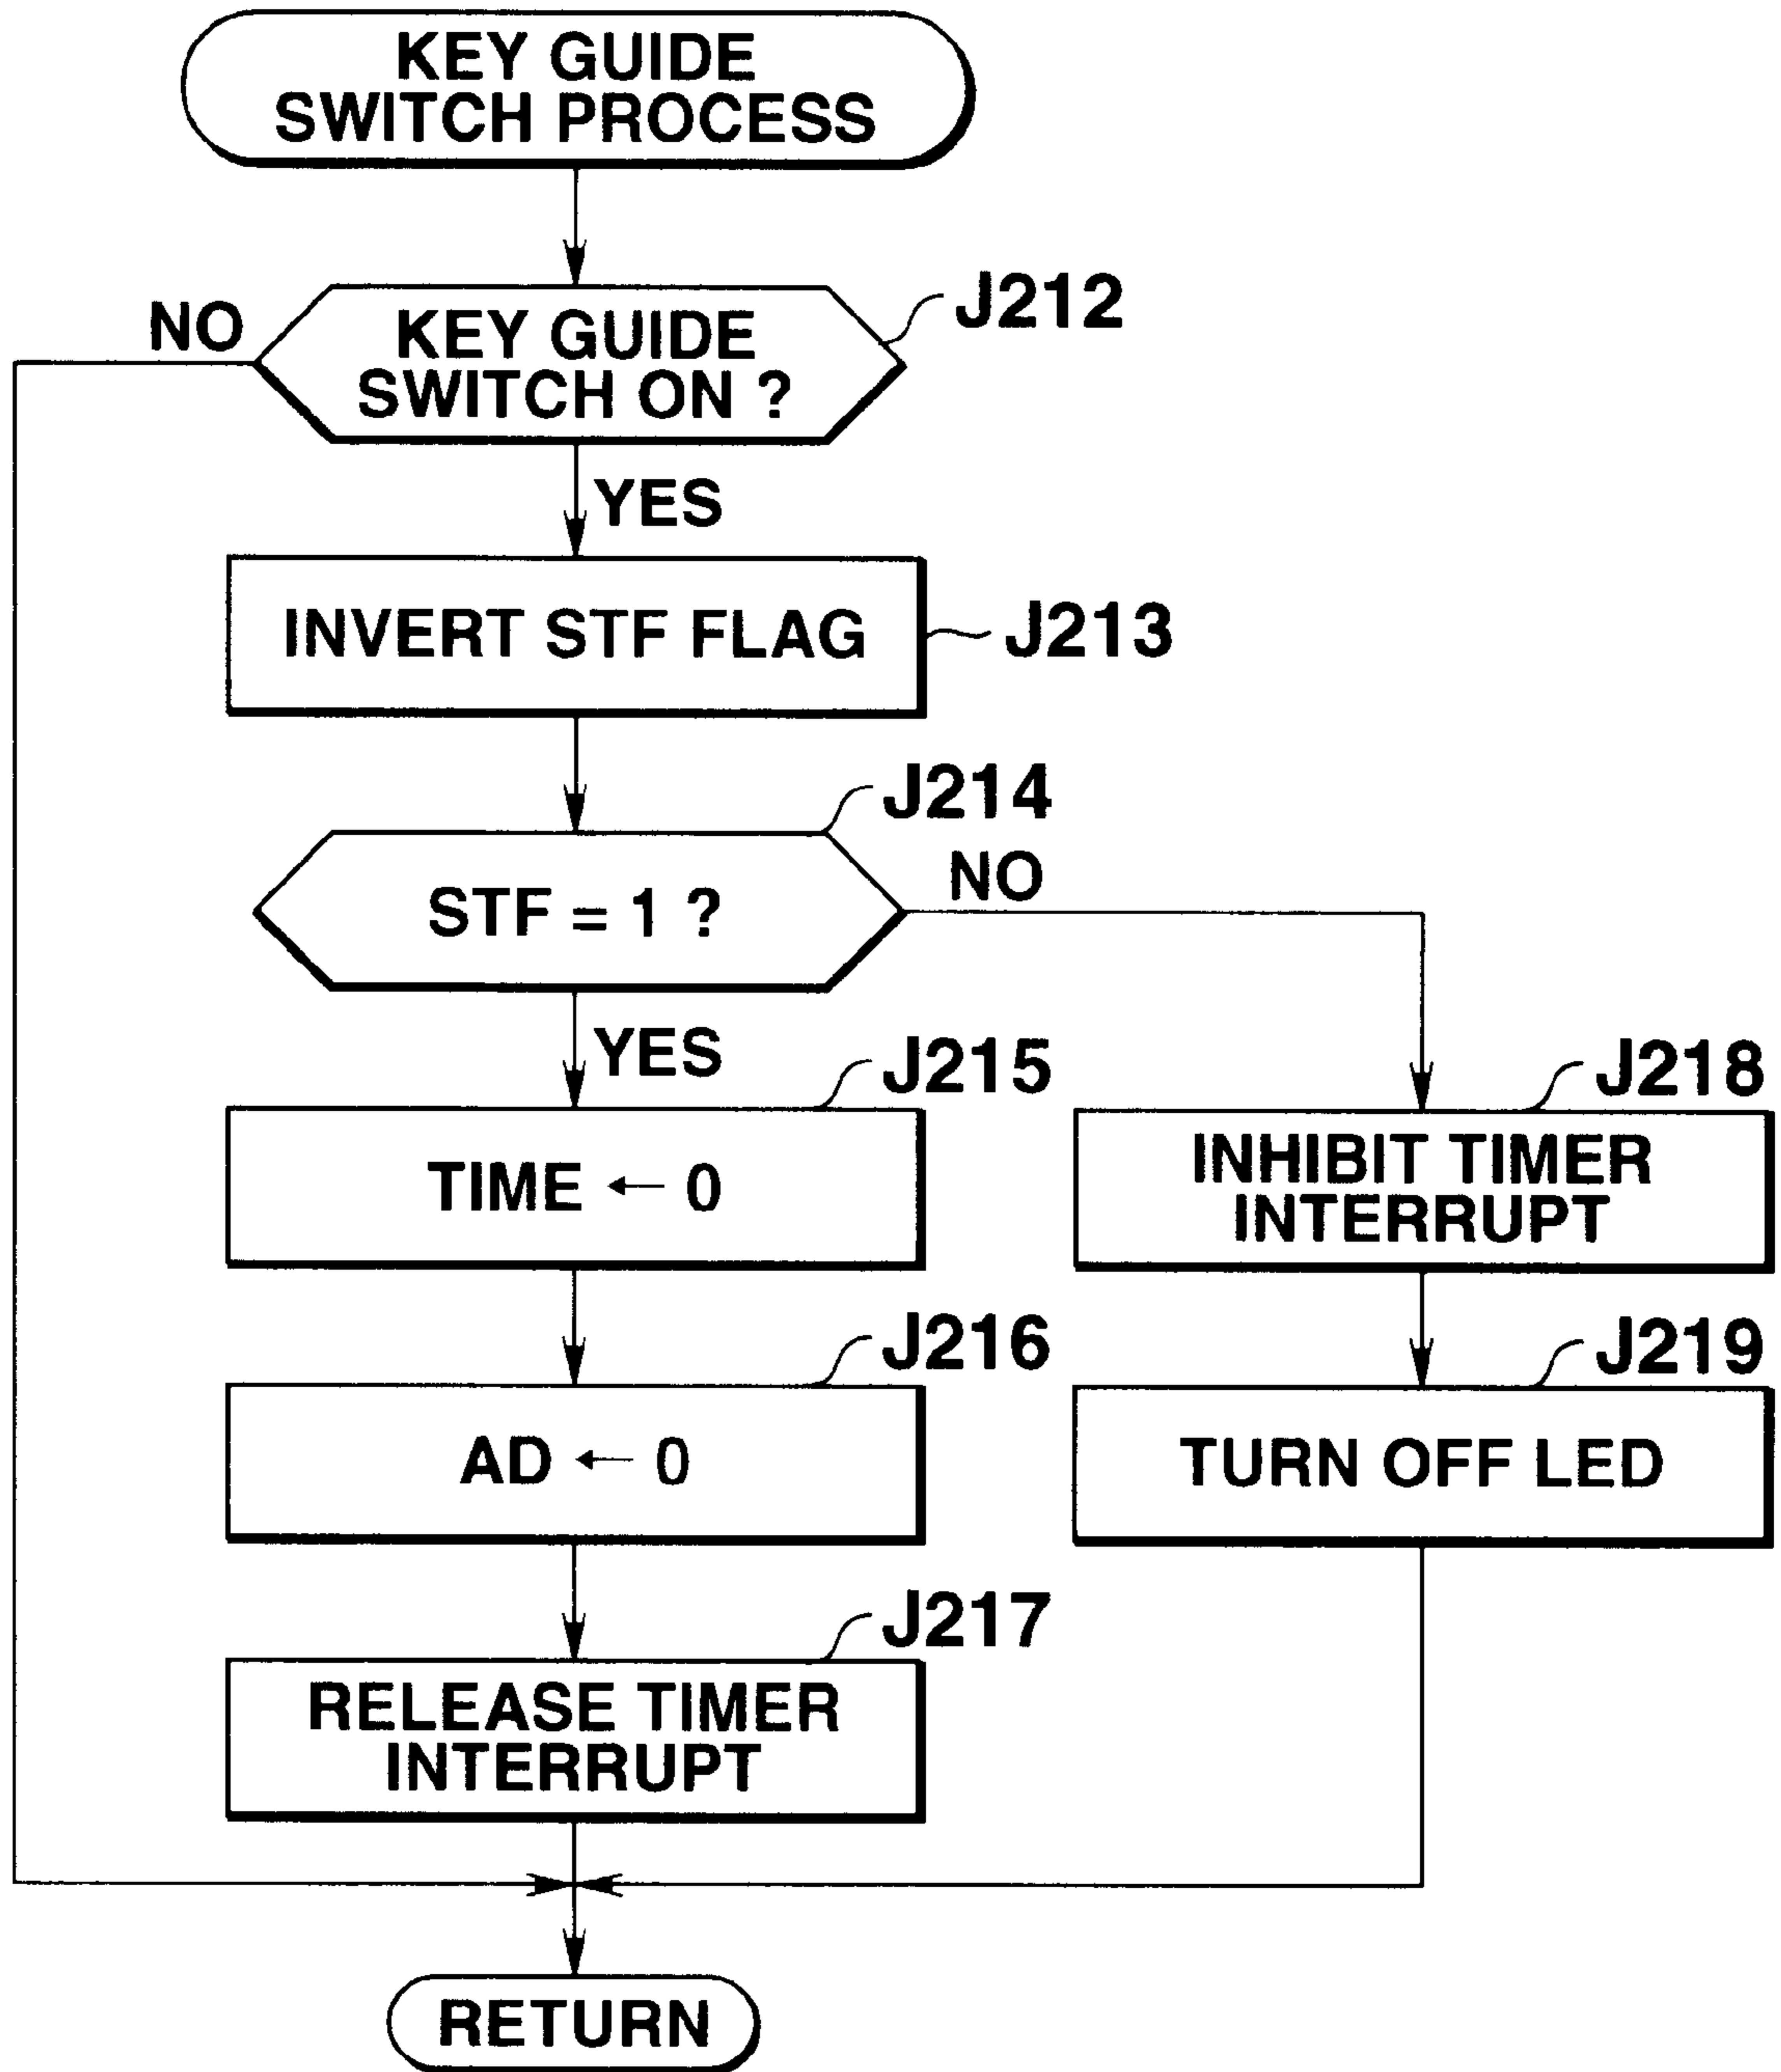 KEY GUIDE
SWITCH PROCESS
J212
NO
KEY GUIDE
SWITCH ON ?
YES
INVERT STF FLAG
J213
J214
NO
STF = 1 ?
YES
J215
J218
TIME ← 0
INHIBIT TIMER
INTERRUPT
J216
J219
AD ← 0
TURN OFF LED
J217
RELEASE TIMER
INTERRUPT
RETURN